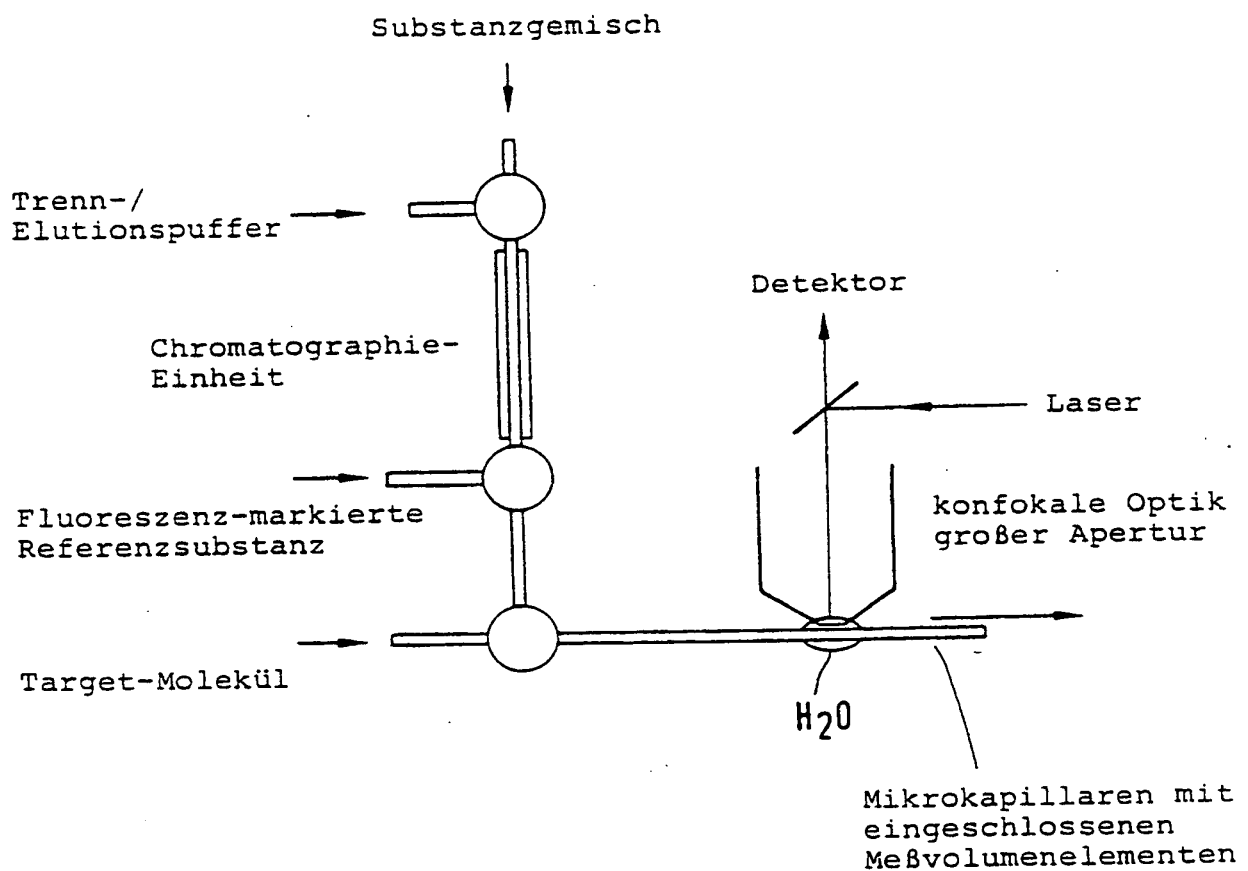 Substanzgemisch
Trenn-/
Elutionspuffer
Detektor
Chromatographie-
Einheit
Laser
Fluoreszenz-markierte
Referenzsubstanz
konfokale Optik
großer Apertur
Target-Molekül
H2O
Mikrokapillaren mit
eingeschlossenen
Meßvolumenelementen